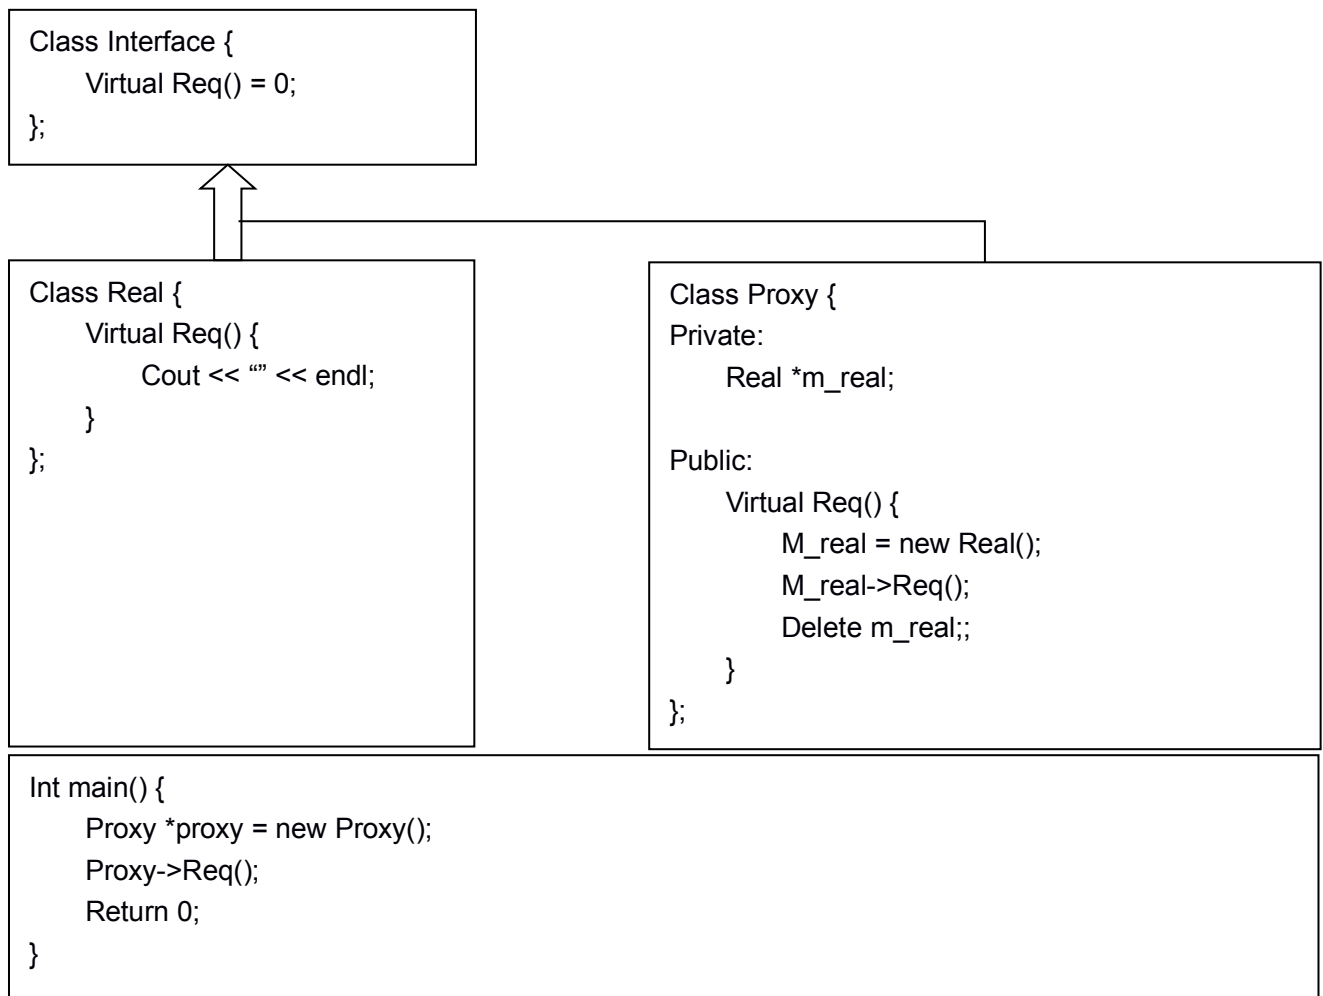 Class Interface {
Virtual Req() = 0;
};
Class Real {
Virtual Req() {
Cout << “” << endl;
}
};
Class Proxy {
Private:
Real *m_real;
Public:
Virtual Req() {
M_real = new Real();
M_real->Req();
Delete m_real;;
}
};
Int main() {
Proxy *proxy = new Proxy();
Proxy->Req();
Return 0;
}